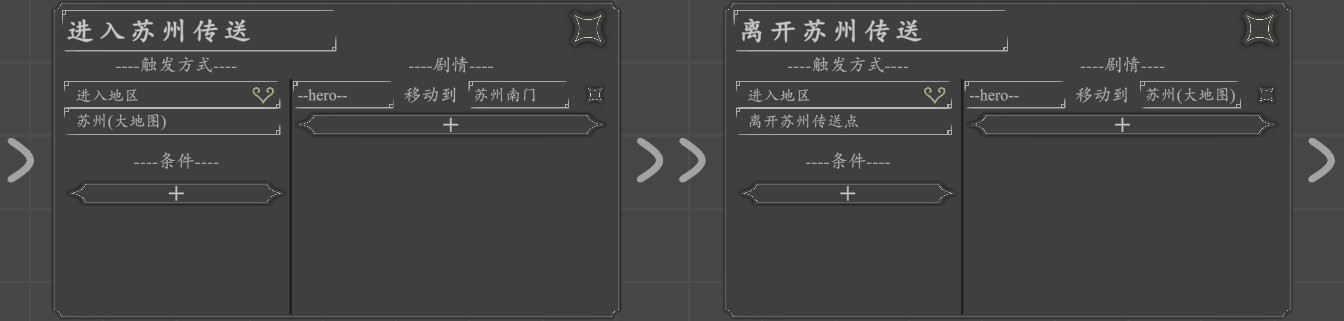 进入苏州传送
----触发方式----
进入地区
苏州(大地图)
----条件----
+
----剧情----
--hero-- 移动到 苏州南门
+
离开苏州传送
----触发方式----
进入地区
离开苏州传送点
----条件----
+
----剧情----
--hero-- 移动到 苏州(大地图)
+